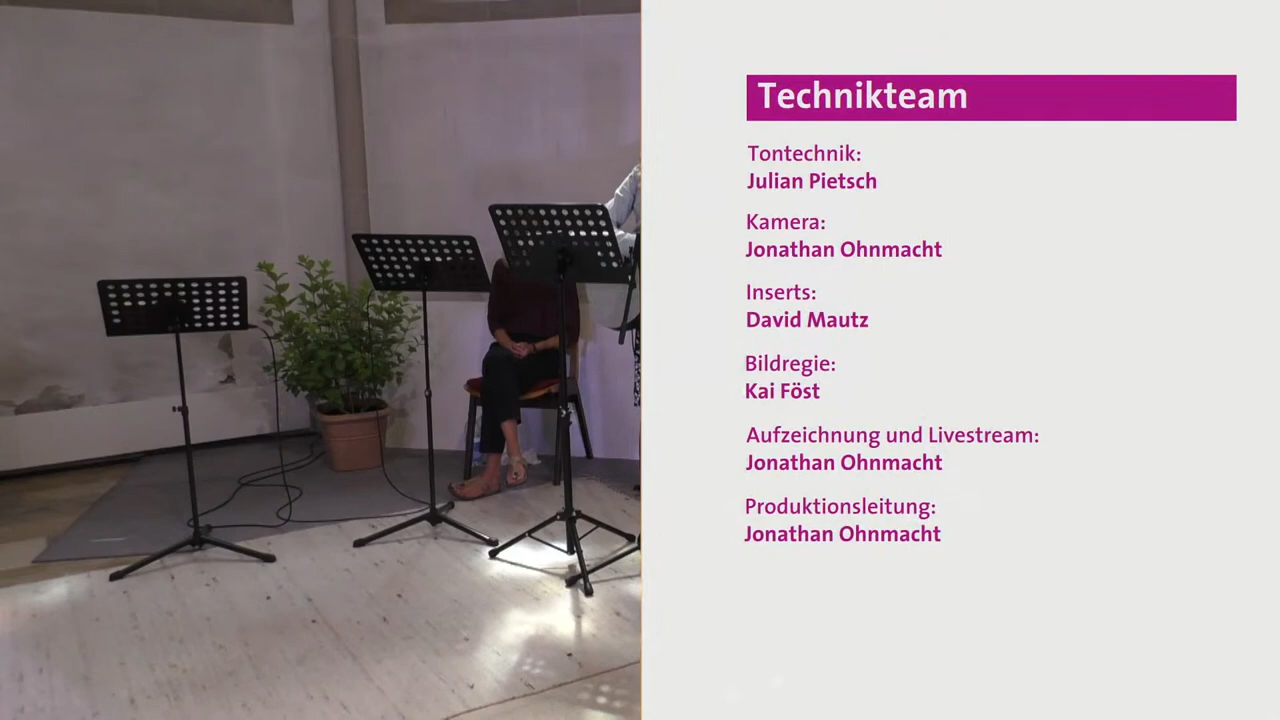 Technikteam
Tontechnik:
Julian Pietsch
Kamera:
Jonathan Ohnmacht
Inserts:
David Mautz
Bildregie:
Kai Föst
Aufzeichnung und Livestream:
Jonathan Ohnmacht
Produktionsleitung:
Jonathan Ohnmacht